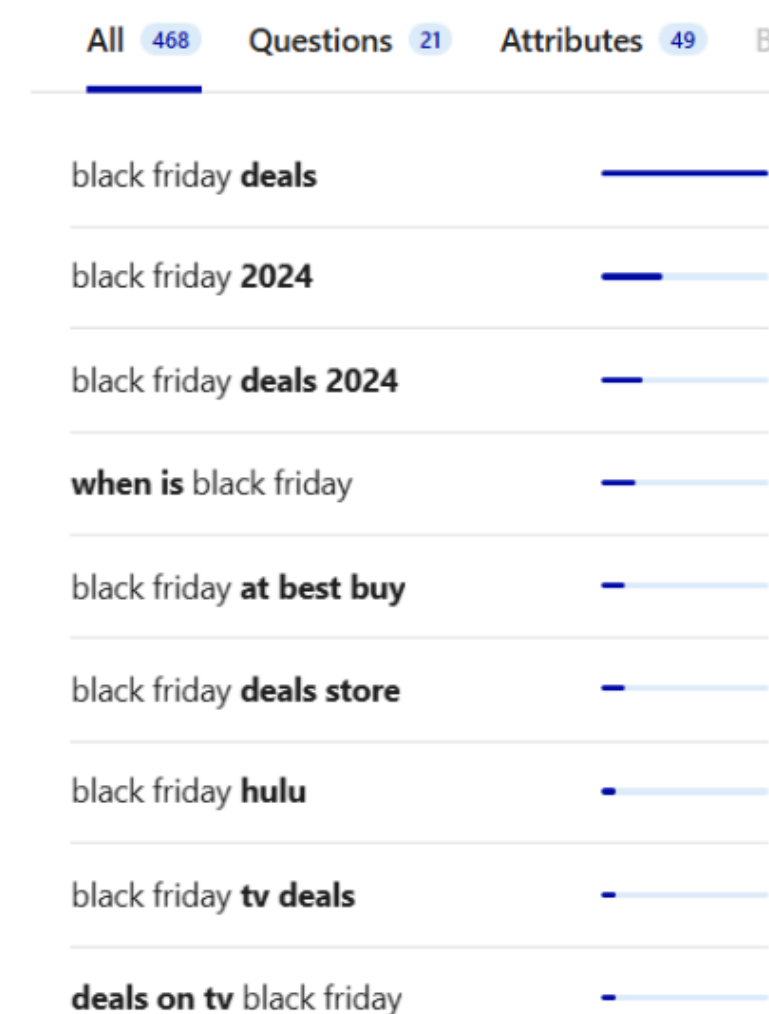 All 468 Questions 21 Attributes 49
black friday deals
black friday 2024
black friday deals 2024
when is black friday
black friday at best buy
black friday deals store
black friday hulu
black friday tv deals
deals on tv black friday